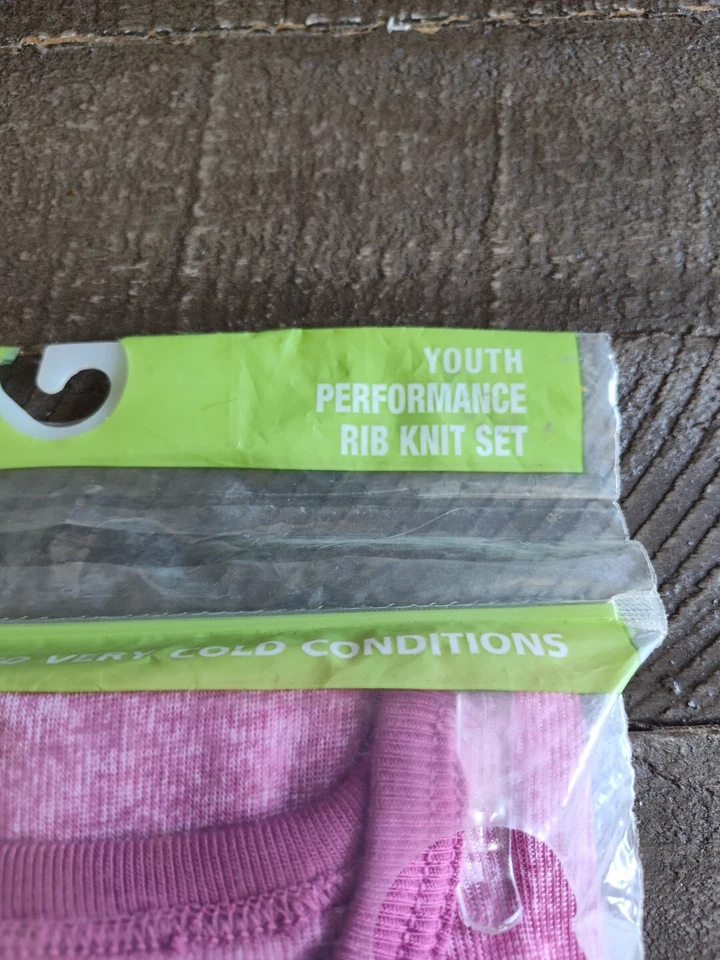 YOUTH
PERFORMANCE
RIB KNIT SET
VERY COLD CONDITIONS